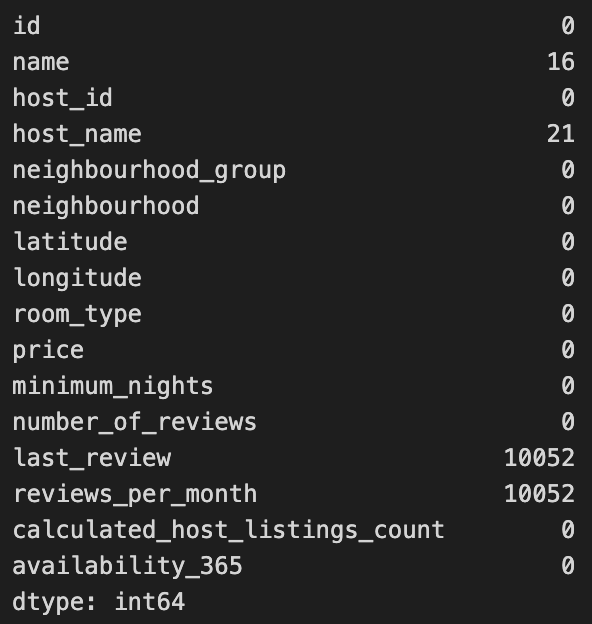 id 0
name 16
host_id 0
host_name 21
neighbourhood_group 0
neighbourhood 0
latitude 0
longitude 0
room_type 0
price 0
minimum_nights 0
number_of_reviews 0
last_review 10052
reviews_per_month 10052
calculated_host_listings_count 0
availability_365 0
dtype: int64